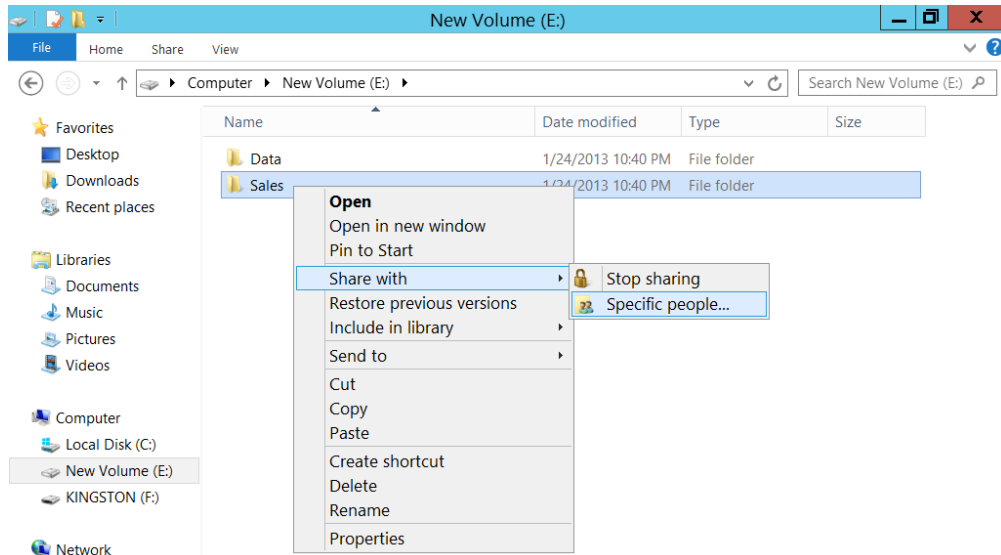 New Volume (E:)
File Home Share View
Computer New Volume (E:)
Search New Volume (E:)
Favorites
Desktop
Downloads
Recent places
Libraries
Documents
Music
Pictures
Videos
Computer
Local Disk (C:)
New Volume (E:)
KINGSTON (F:)
Network
Name Date modified Type Size
Data 1/24/2013 10:40 PM File folder
Sales 1/24/2013 10:40 PM File folder
Open
Open in new window
Pin to Start
Share with
Restore previous versions
Include in library
Send to
Cut
Copy
Paste
Create shortcut
Delete
Rename
Properties
Stop sharing
Specific people...